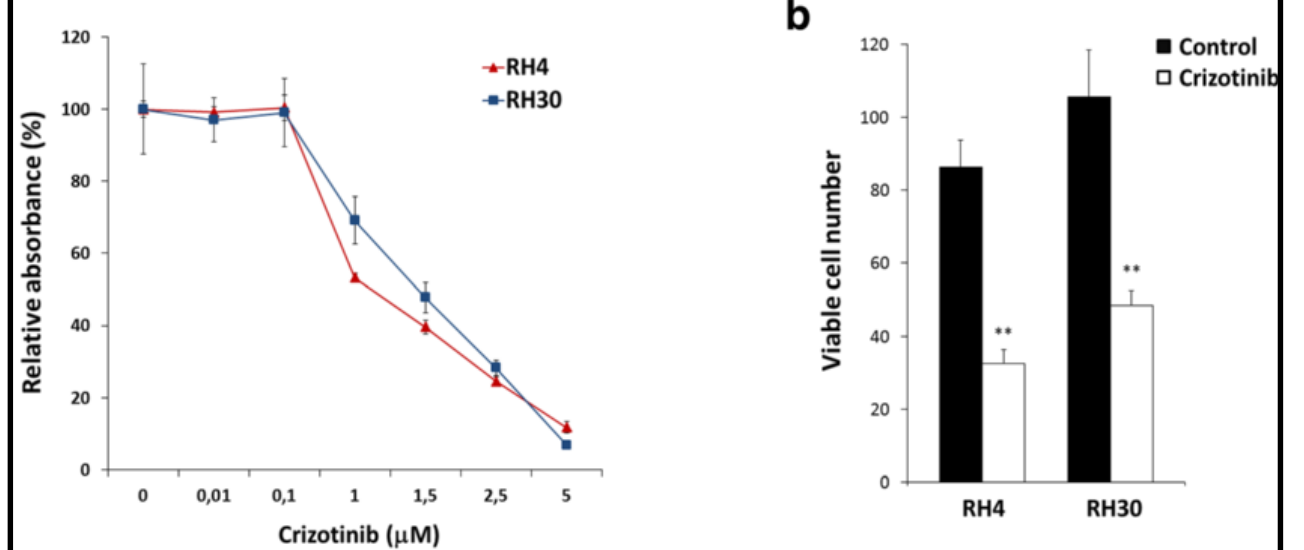 120
100
80
60
40
20
0
Relative absorbance (%)
RH4
RH30
0 0,01 0,1 1 1,5 2,5 5
Crizotinib (μM)
b
120
100
80
60
40
20
0
Viable cell number
Control
Crizotinib
**
**
RH4 RH30